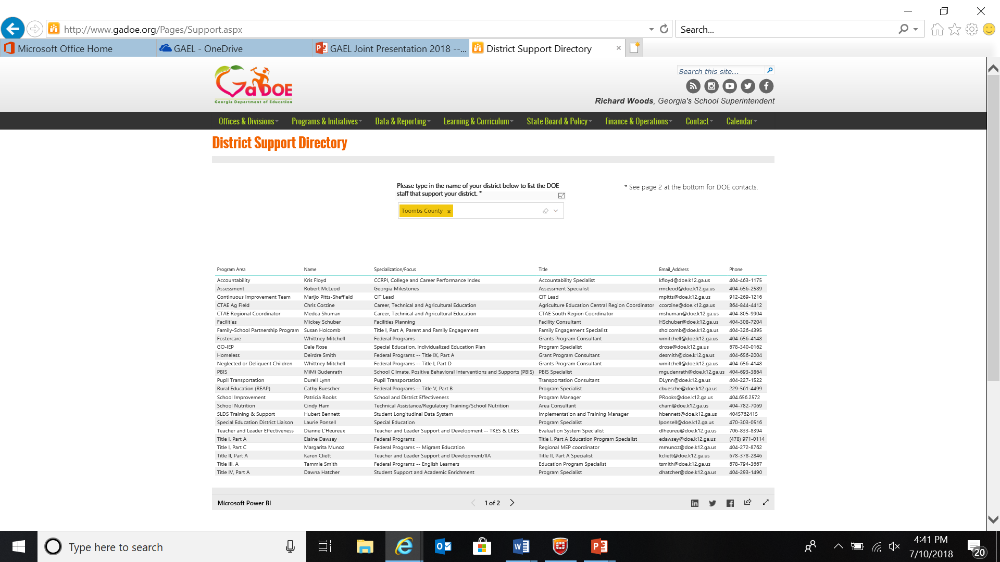 http://www.gadoe.org/Pages/Support.aspx
Search...
Microsoft Office Home
GAEL - OneDrive
GAEL Joint Presentation 2018 --...
District Support Directory
GaDOE
Georgia Department of Education
Search this site...
Richard Woods, Georgia's School Superintendent
Offices & Divisions Programs & Initiatives Data & Reporting Learning & Curriculum State Board & Policy Finance & Operations Contact Calendar
District Support Directory
Please type in the name of your district below to list the DOE
staff that support your district. *
* See page 2 at the bottom for DOE contacts.
Toombs County x
Program Area Name Specialization/Focus Title Email_Address Phone
Accountability Kris Floyd CCRPI, College and Career Performance Index Accountability Specialist kfloyd@doe.k12.ga.us 404-463-1175
Assessment Robert McLeod Georgia Milestones Assessment Specialist rmcleod@doe.k12.ga.us 404-656-2589
Continuous Improvement Team Marijo Pitts-Sheffield CIT Lead CIT Lead mpitts@doe.k12.ga.us 912-269-1216
CTAE Ag Field Chris Corzine Career, Technical and Agricultural Education Agriculture Education Central Region Coordinator ccorzine@doe.k12.ga.us 864-844-4412
CTAE Regional Coordinator Medea Shuman Career, Technical and Agricultural Education CTAE South Region Coordinator mshuman@doe.k12.ga.us 404-805-9904
Facilities Mickey Schuber Facilities Planning Facility Consultant HSchuber@doe.k12.ga.us 404-308-7204
Family-School Partnership Program Susan Holcomb Title I, Part A, Parent and Family Engagement Family Engagement Specialist sholcomb@doe.k12.ga.us 404-326-4395
Fostercare Whittney Mitchell Federal Programs Grants Program Consultant wmitchell@doe.k12.ga.us 404-656-4148
GO-IEP Dale Rose Special Education, Individualized Education Plan Program Specialist drose@doe.k12.ga.us 678-340-0162
Homeless Deirdre Smith Federal Programs -- Title IX, Part A Grant Program Consultant desmith@doe.k12.ga.us 404-656-2004
Neglected or Deliquent Children Whittney Mitchell Federal Programs -- Title I, Part D Grants Program Consultant wmitchell@doe.k12.ga.us 404-656-4148
PBIS MiMi Gudenrath School Climate, Positive Behavioral Interventions and Supports (PBIS) PBIS Specialist mgudenrath@doe.k12.ga.us 404-693-3864
Pupil Transportation Durell Lynn Pupil Transportation Transportation Consultant DLynn@doe.k12.ga.us 404-227-1522
Rural Education (REAP) Cathy Buescher Federal Programs -- Title V, Part B Program Specialist cbuesche@doe.k12.ga.us 229-561-4499
School Improvement Patricia Rooks School and District Effectiveness Program Manager PRooks@doe.k12.ga.us 404.656.2572
School Nutrition Cindy Ham Technical Assistance/Regulatory Training/School Nutrition Area Consultant cham@doe.k12.ga.us 404-782-7069
SLDS Training & Support Hubert Bennett Student Longitudinal Data System Implementation and Training Manager hbennett@doe.k12.ga.us 4045762415
Special Education District Liaison Laurie Ponsell Special Education Program Specialist lponsell@doe.k12.ga.us 470-303-0516
Teacher and Leader Effectiveness Dianne L'Heureux Teacher and Leader Support and Development -- TKES & LKES Evaluation System Specialist dlheureu@doe.k12.ga.us 706-833-8394
Title I, Part A Elaine Dawsey Federal Programs Title I, Part A Education Program Specialist edawsey@doe.k12.ga.us (478) 971-0114
Title I, Part C Margarita Munoz Federal Programs -- Migrant Education Regional MEP coordinator mmunoz@doe.k12.ga.us 404-272-8762
Title II, Part A Karen Cliett Teacher and Leader Support and Development/IIA Title II, Part A Specialist kcliett@doe.k12.ga.us 678-378-2846
Title III, A Tammie Smith Federal Programs -- English Learners Education Program Specialist tsmith@doe.k12.ga.us 678-794-3667
Title IV, Part A Dawna Hatcher Student Support and Academic Enrichment Program Specialist dhatcher@doe.k12.ga.us 404-293-1490
Microsoft Power BI
1 of 2
Type here to search
4:41 PM
7/10/2018
20